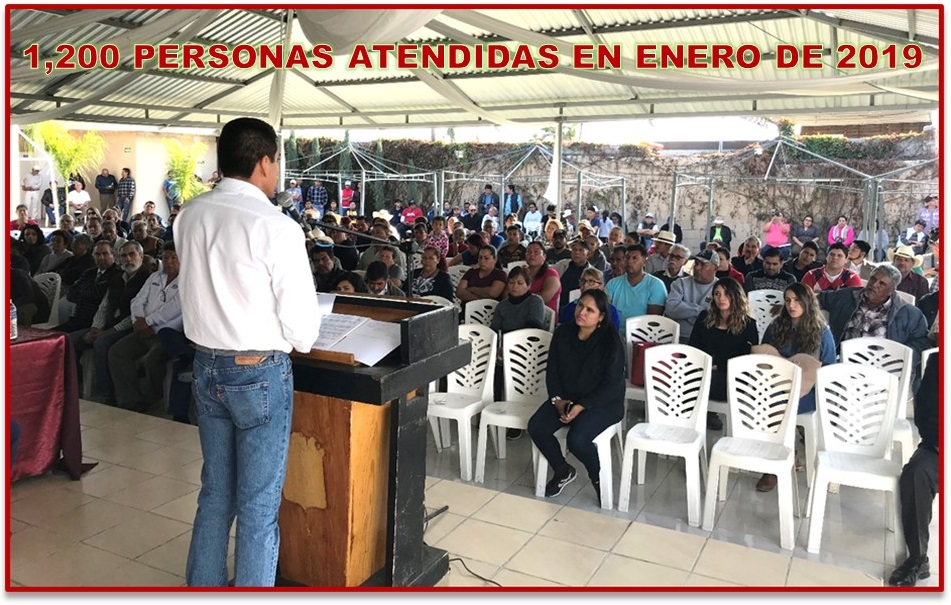 1,200 PERSONAS ATENDIDAS EN ENERO DE 2019